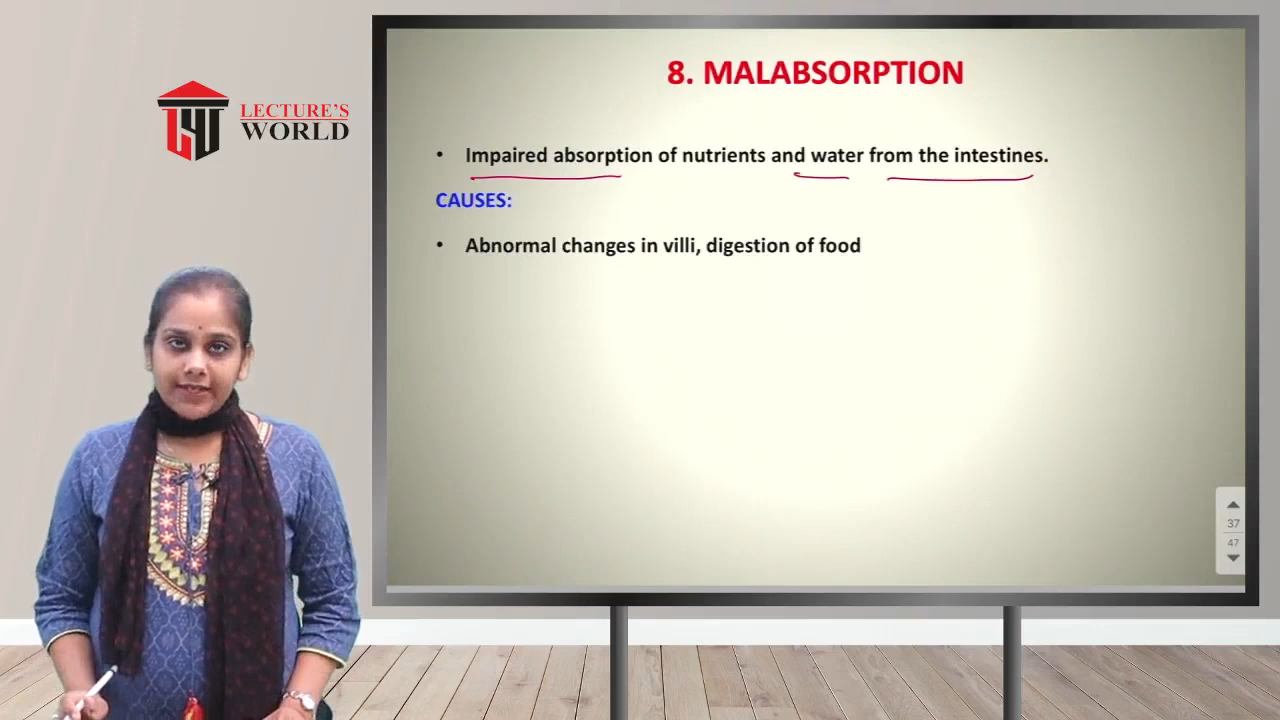 LECTURE'S
WORLD
8. MALABSORPTION
• Impaired absorption of nutrients and water from the intestines.
CAUSES:
• Abnormal changes in villi, digestion of food
37
47